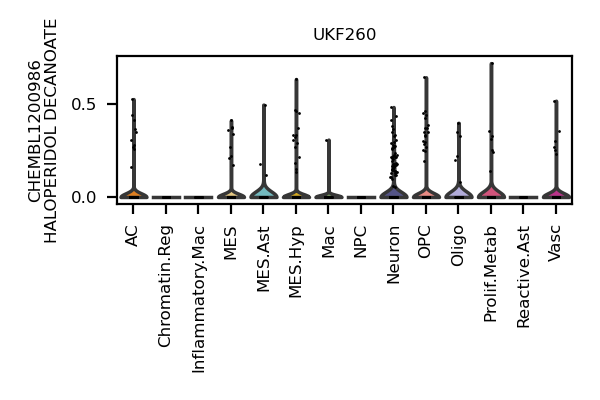 UKF260
CHEMBL1200986
HALOPERIDOL DECANOATE
0.5
0.0
AC
Chromatin.Reg
Inflammatory.Mac
MES
MES.Ast
MES.Hyp
Mac
NPC
Neuron
OPC
Oligo
Prolif.Metab
Reactive.Ast
Vasc